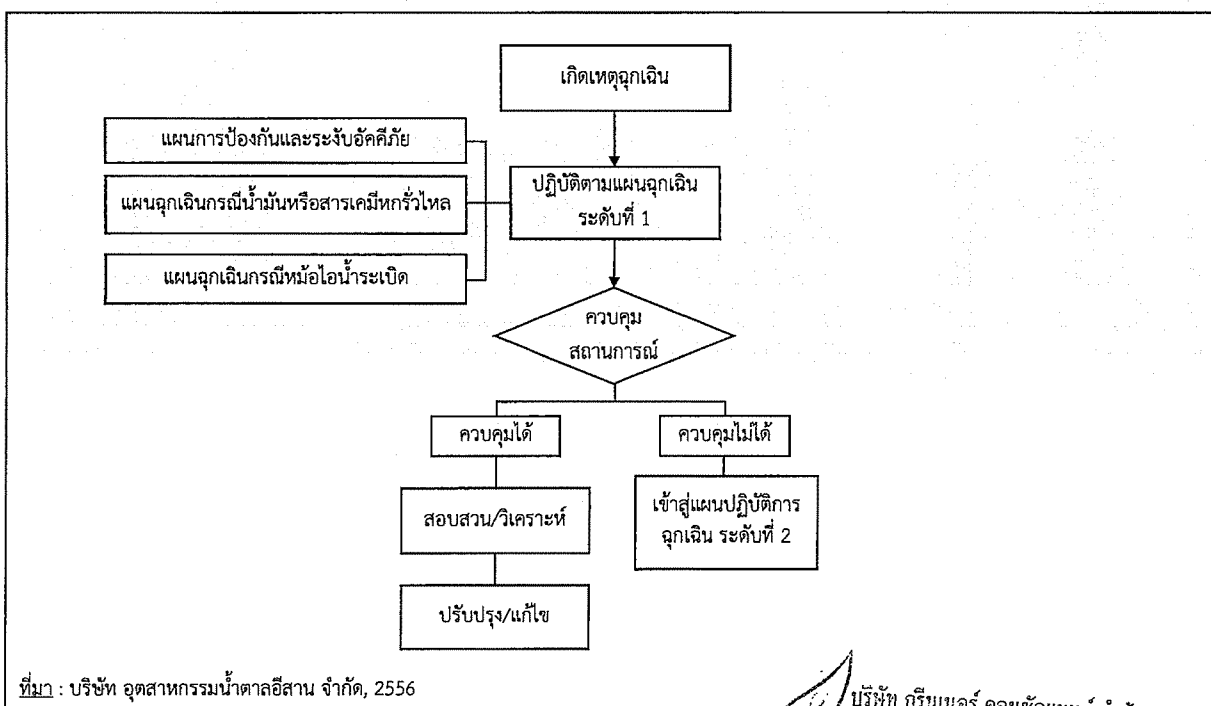 เกิดเหตุฉุกเฉิน
แผนการป้องกันและระงับอัคคีภัย
แผนฉุกเฉินกรณีน้ำมันหรือสารเคมีหกรั่วไหล
แผนฉุกเฉินกรณีหม้อไอน้ำระเบิด
ปฏิบัติตามแผนฉุกเฉิน
ระดับที่ 1
ควบคุม
สถานการณ์
ควบคุมได้
ควบคุมไม่ได้
สอบสวน/วิเคราะห์
เข้าสู่แผนปฏิบัติการ
ฉุกเฉิน ระดับที่ 2
ปรับปรุง/แก้ไข
ที่มา : บริษัท อุตสาหกรรมน้ำตาลอีสาน จำกัด, 2556
บริษัท กรีนเนอร์